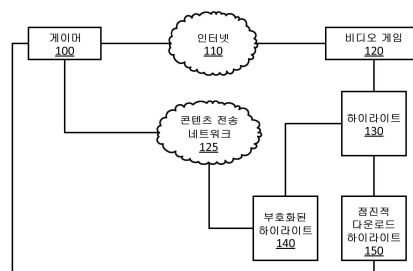 게이머
100
인터넷
110
비디오 게임
120
콘텐츠 전송
네트워크
125
하이라이트
130
부호화된
하이라이트
140
점진적
다운로드
하이라이트
150